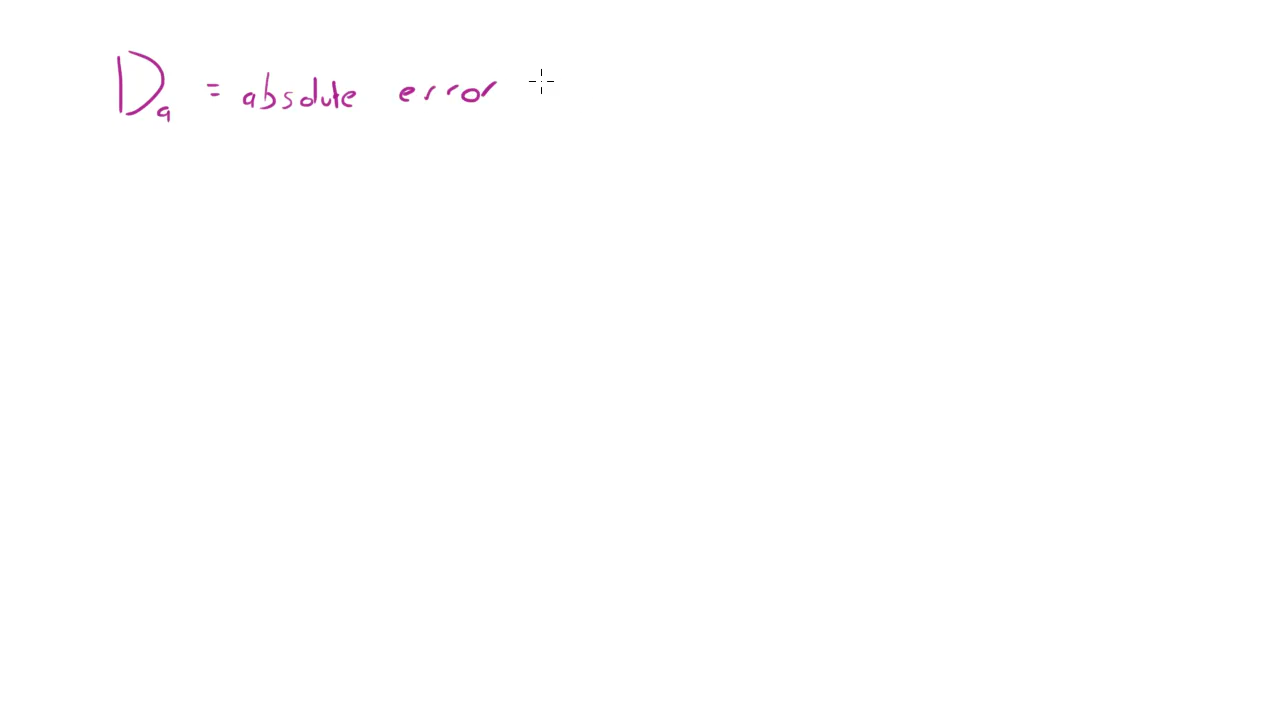 Da = absolute error